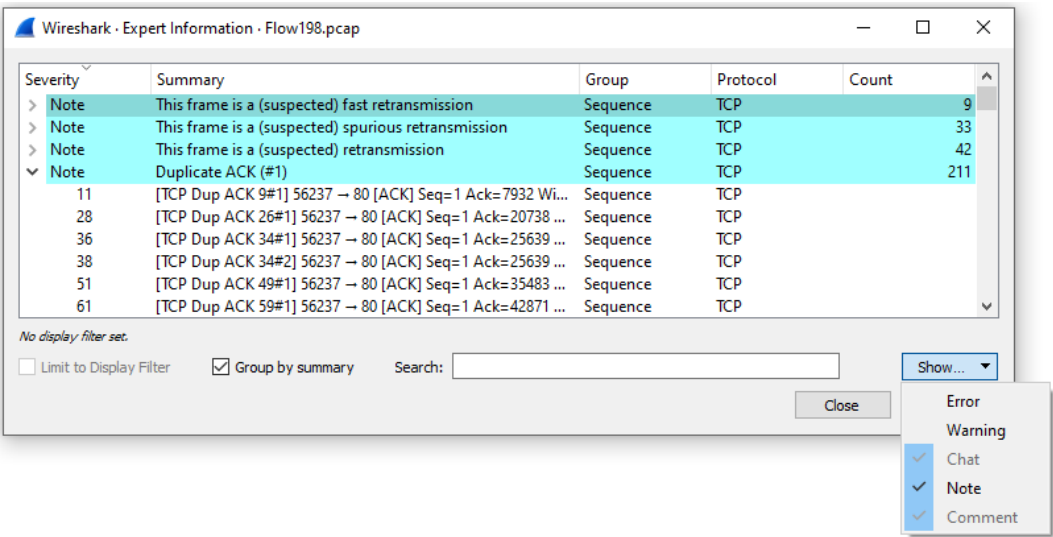 Wireshark · Expert Information · Flow198.pcap
Severity Summary Group Protocol Count
Note This frame is a (suspected) fast retransmission Sequence TCP 9
Note This frame is a (suspected) spurious retransmission Sequence TCP 33
Note This frame is a (suspected) retransmission Sequence TCP 42
Note Duplicate ACK (#1) Sequence TCP 211
11 [TCP Dup ACK 9#1] 56237 → 80 [ACK] Seq=1 Ack=7932 Wi... Sequence TCP
28 [TCP Dup ACK 26#1] 56237 → 80 [ACK] Seq=1 Ack=20738 ... Sequence TCP
36 [TCP Dup ACK 34#1] 56237 → 80 [ACK] Seq=1 Ack=25639 ... Sequence TCP
38 [TCP Dup ACK 34#2] 56237 → 80 [ACK] Seq=1 Ack=25639 ... Sequence TCP
51 [TCP Dup ACK 49#1] 56237 → 80 [ACK] Seq=1 Ack=35483 ... Sequence TCP
61 [TCP Dup ACK 59#1] 56237 → 80 [ACK] Seq=1 Ack=42871 ... Sequence TCP
No display filter set.
Limit to Display Filter Group by summary Search: Show...
Close
Error
Warning
Chat
Note
Comment